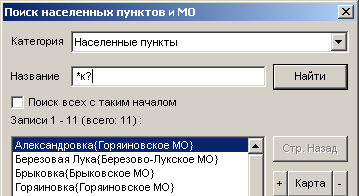 Поиск населенных пунктов и МО
Категория Населенные пункты
Название *к? Найти
Поиск всех с таким началом
Записи 1 - 11 (всего: 11) :
Александровка{Горяиновское МО}
Березовая Лука{Березово-Лукское МО}
Брыковка{Брыковское МО}
Горяиновка{Горяиновское МО}
Стр. Назад
+ Карта -